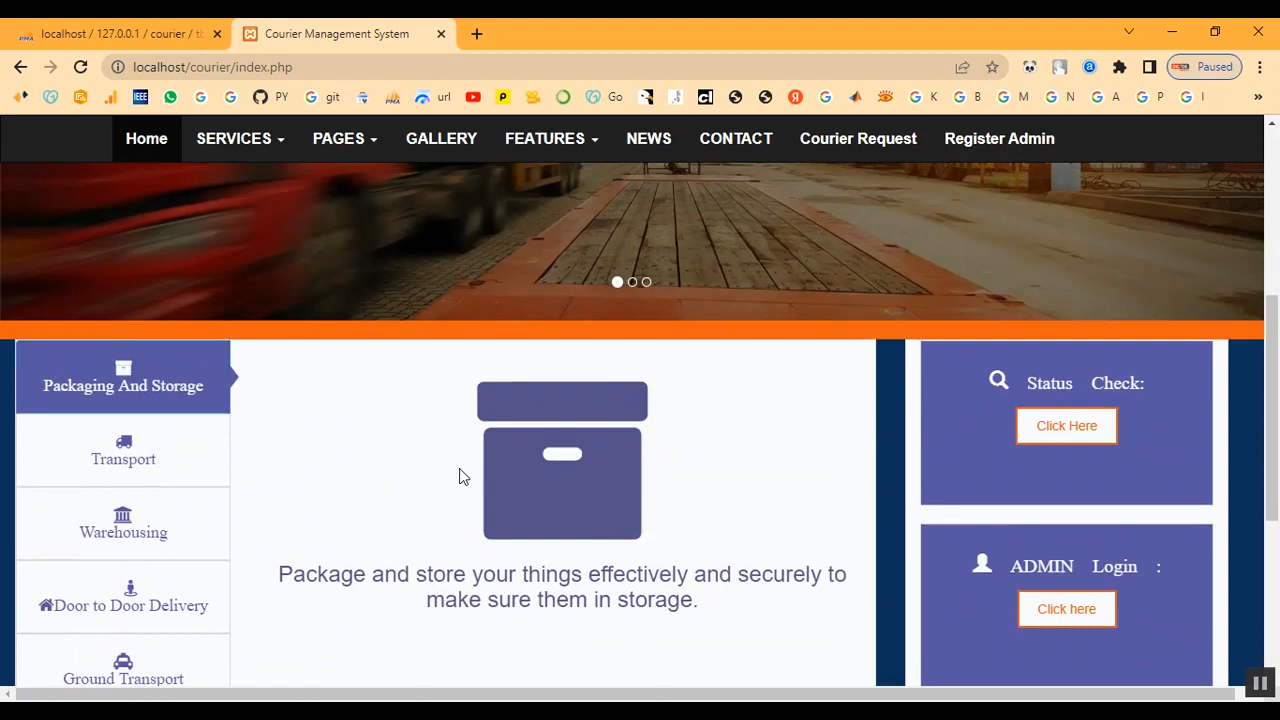 localhost / 127.0.0.1 / courier / tb
Courier Management System
localhost/courier/index.php
Paused
IEEE
PY
git
url
Go
K
B
M
N
A
P
I
Home SERVICES PAGES GALLERY FEATURES NEWS CONTACT Courier Request Register Admin
Packaging And Storage
Transport
Warehousing
Door to Door Delivery
Ground Transport
Package and store your things effectively and securely to
make sure them in storage.
Status Check:
Click Here
ADMIN Login :
Click here